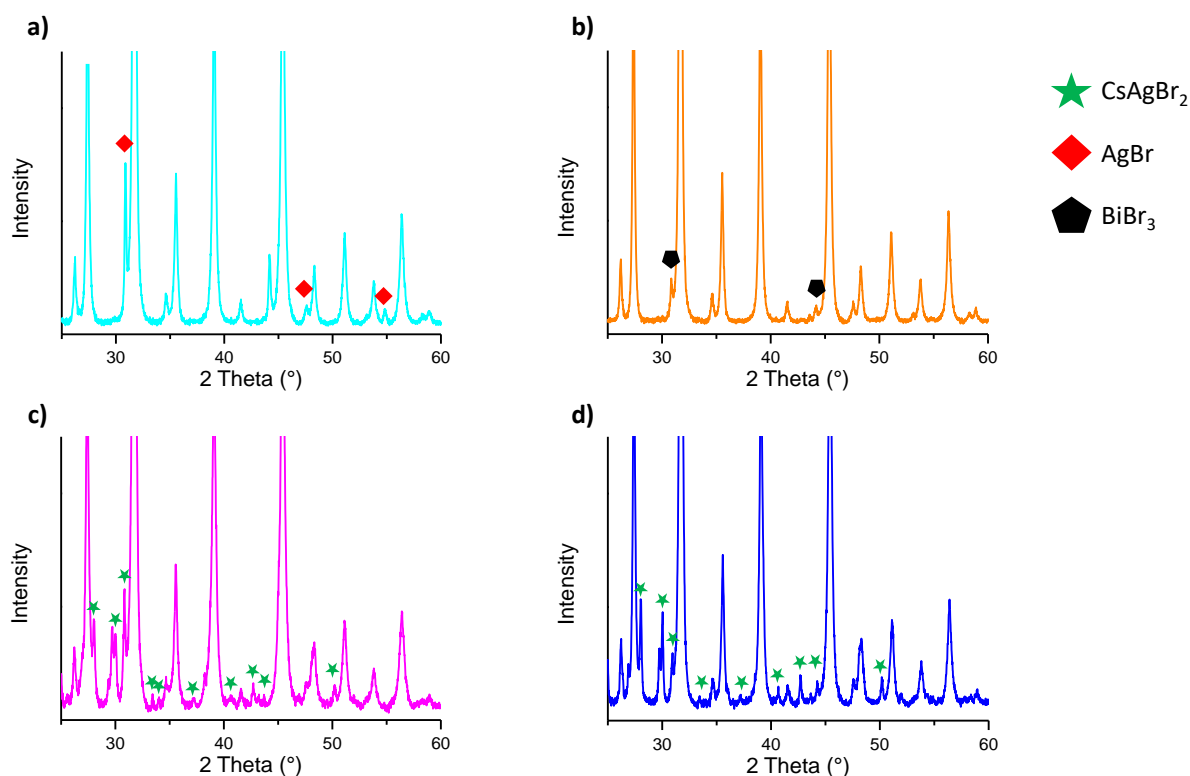 a)
Intensity
30
40
50
60
2 Theta (°)
b)
Intensity
30
40
50
60
2 Theta (°)
CsAgBr₂
AgBr
BiBr₃
c)
Intensity
30
40
50
60
2 Theta (°)
d)
Intensity
30
40
50
60
2 Theta (°)